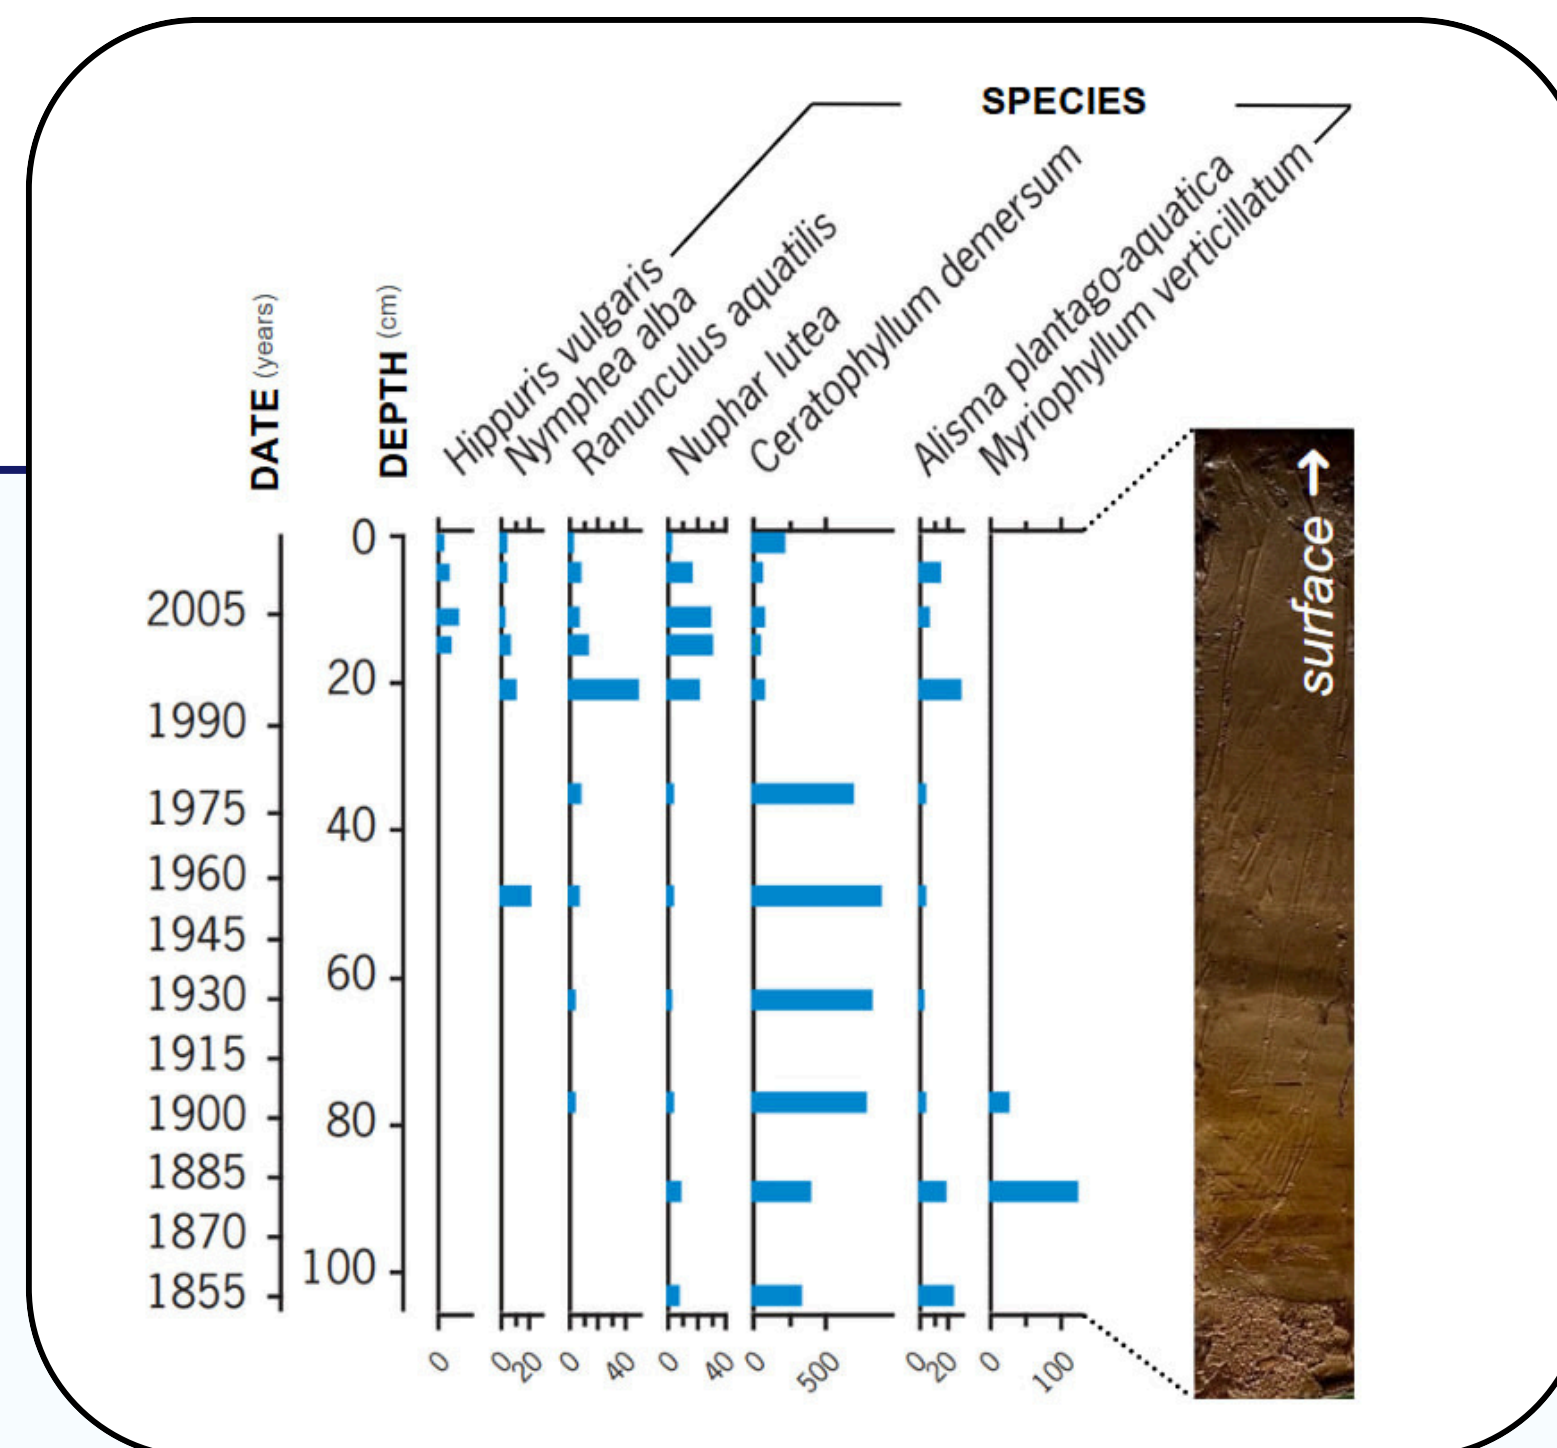 SPECIES
Hippuris vulgaris
Nymphea alba
Ranunculus aquatilis
Nuphar lutea
Ceratophyllum demersum
Alisma plantago-aquatica
Myriophyllum verticillatum
DATE (years)
DEPTH (cm)
surface →
0
2005
20
1990
1975
40
1960
1945
60
1930
1915
1900
80
1885
1870
100
1855
0 0 20 0 40 0 40 0 500 0 20 0 100